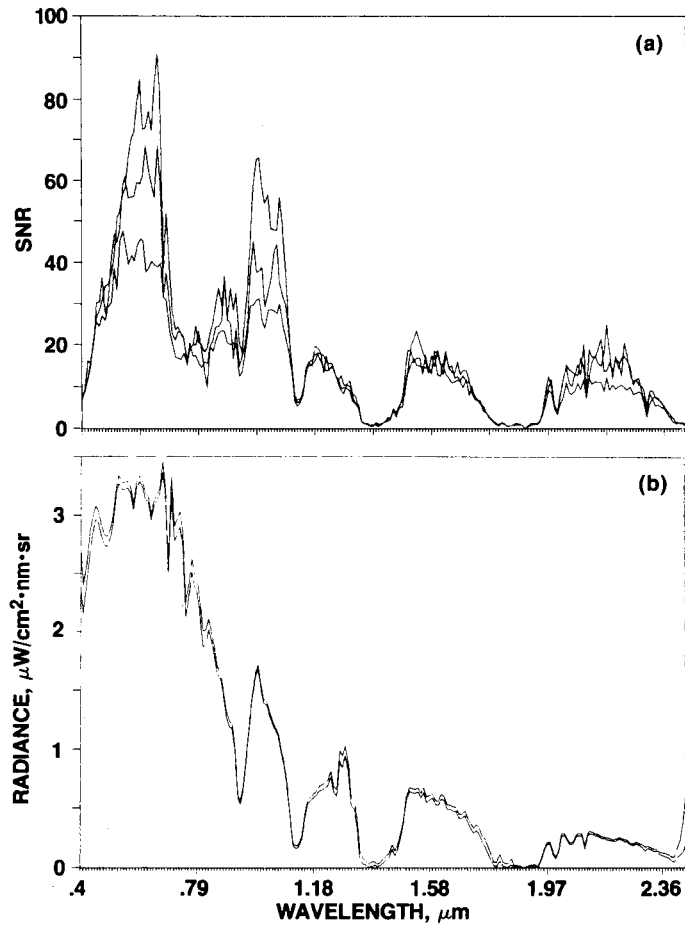 100
80
60
40
20
0
SNR
(a)
3
2
1
0
RADIANCE, μW/cm²•nm•sr
(b)
.4 .79 1.18 1.58 1.97 2.36
WAVELENGTH, μm